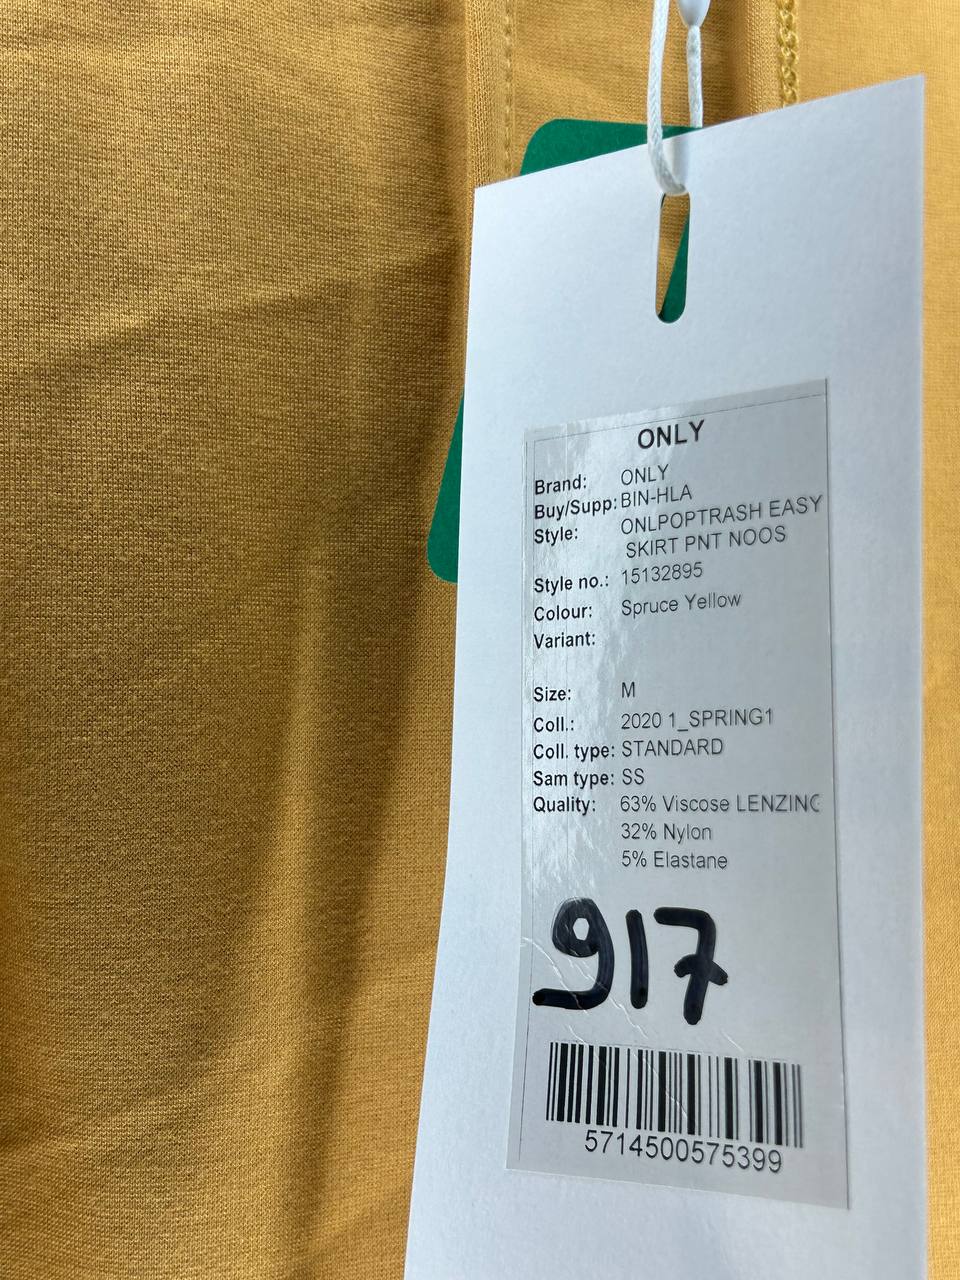 ONLY
Brand: ONLY
Buy/Supp: BIN-HLA
Style: ONLPOPTRASH EASY
SKIRT PNT NOOS
Style no.: 15132895
Colour: Spruce Yellow
Variant:
Size: M
Coll.: 2020 1_SPRING1
Coll. type: STANDARD
Sam type: SS
Quality: 63% Viscose LENZING
32% Nylon
5% Elastane
917
5714500575399